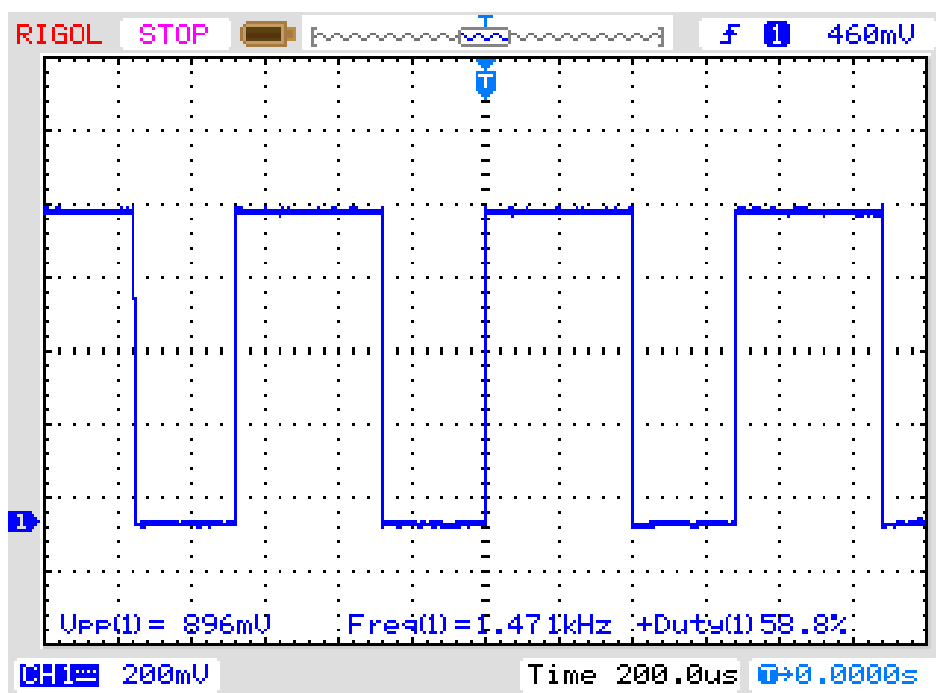 RIGOL STOP T 1 460mV
T
1
Vpp(1)= 896mV Freq(1)=1.471kHz +Duty(1)58.8%
CH1 200mV Time 200.0us T→0.0000s